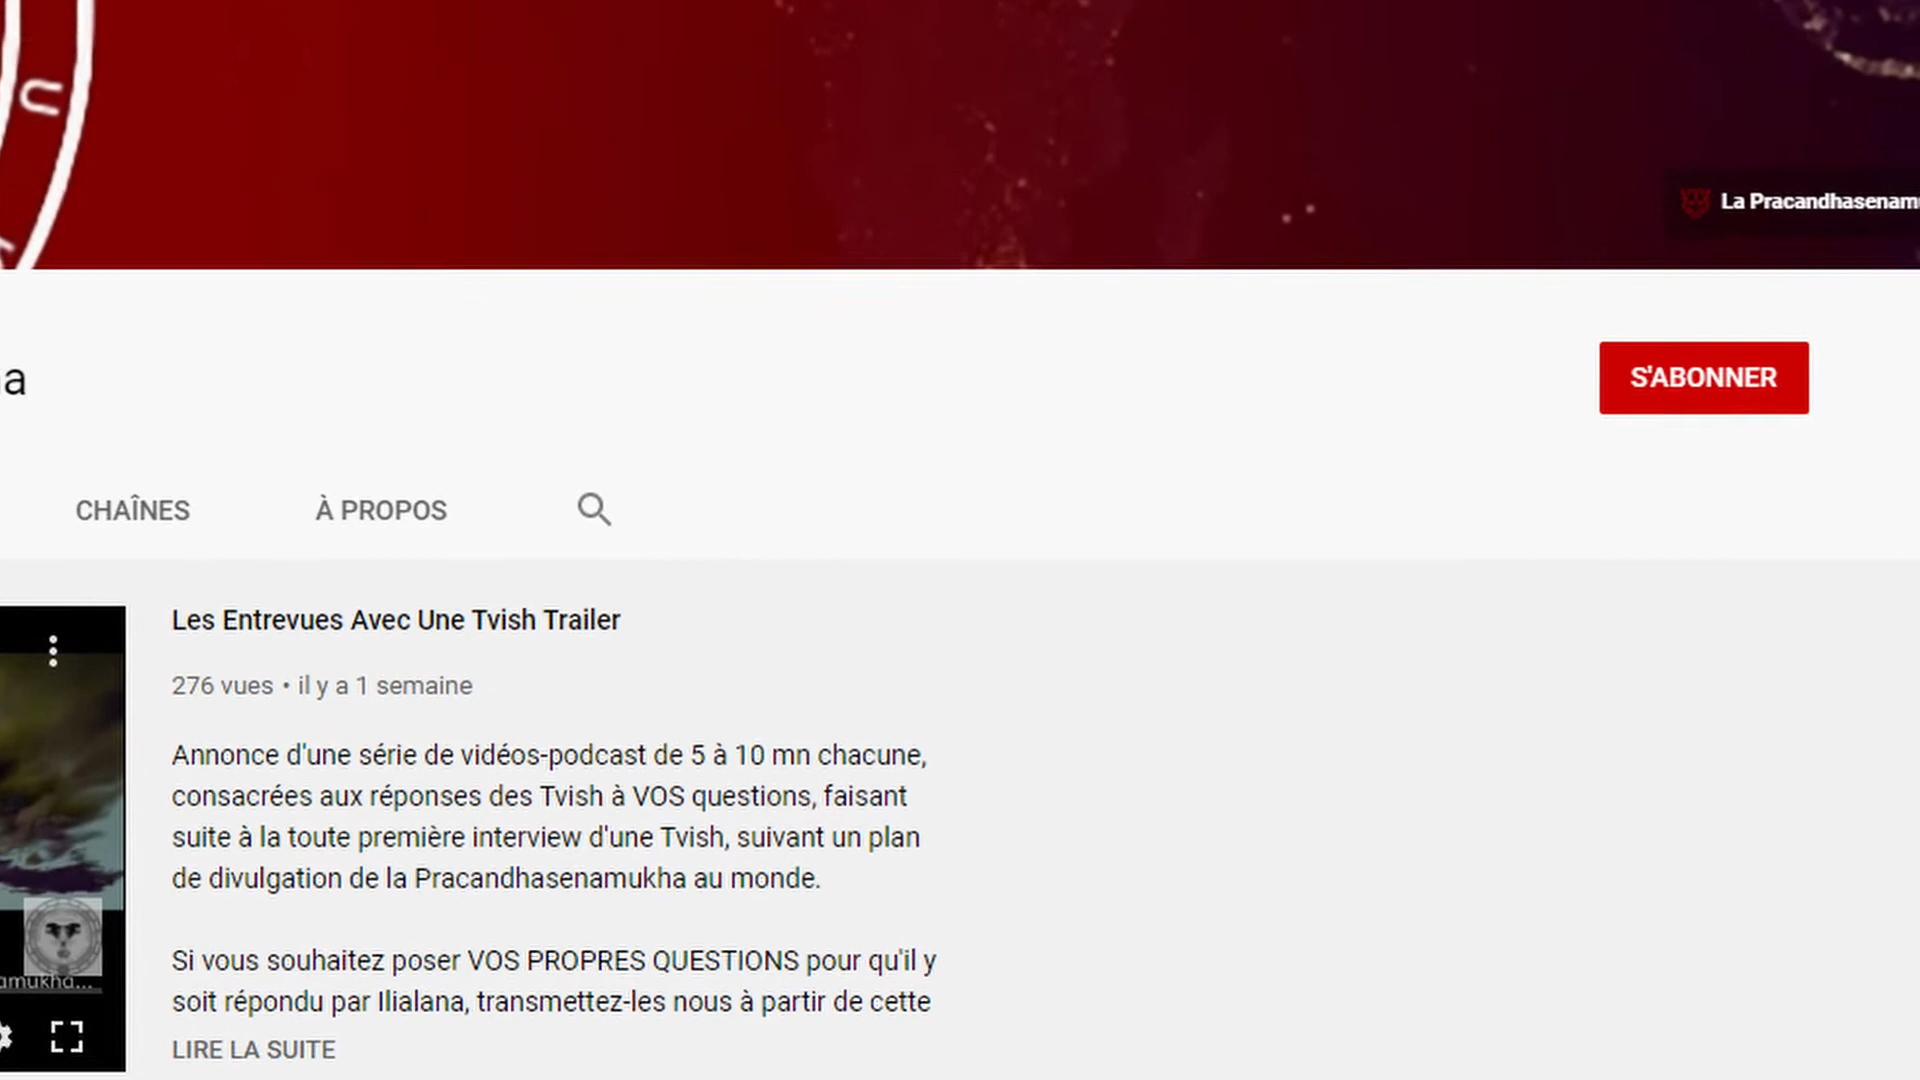 U
La Pracandhasenam
a
S'ABONNER
CHAÎNES
À PROPOS
Les Entrevues Avec Une Tvish Trailer
276 vues • il y a 1 semaine
Annonce d'une série de vidéos-podcast de 5 à 10 mn chacune,
consacrées aux réponses des Tvish à VOS questions, faisant
suite à la toute première interview d'une Tvish, suivant un plan
de divulgation de la Pracandhasenamukha au monde.
Si vous souhaitez poser VOS PROPRES QUESTIONS pour qu'il y
soit répondu par Ilialana, transmettez-les nous à partir de cette
amukha...
LIRE LA SUITE